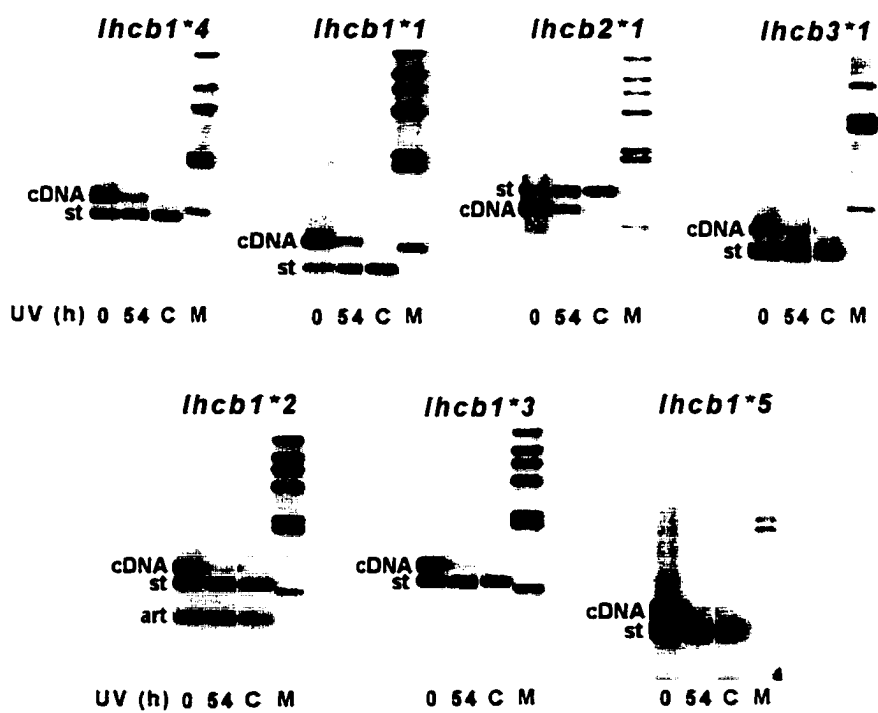 lhcb1*4 lhcb1*1 lhcb2*1 lhcb3*1
cDNA
st
cDNA
st
st
cDNA
cDNA
st
UV (h) 0 54 C M 0 54 C M 0 54 C M 0 54 C M
lhcb1*2 lhcb1*3 lhcb1*5
cDNA
st
art
cDNA
st
cDNA
st
UV (h) 0 54 C M 0 54 C M 0 54 C M